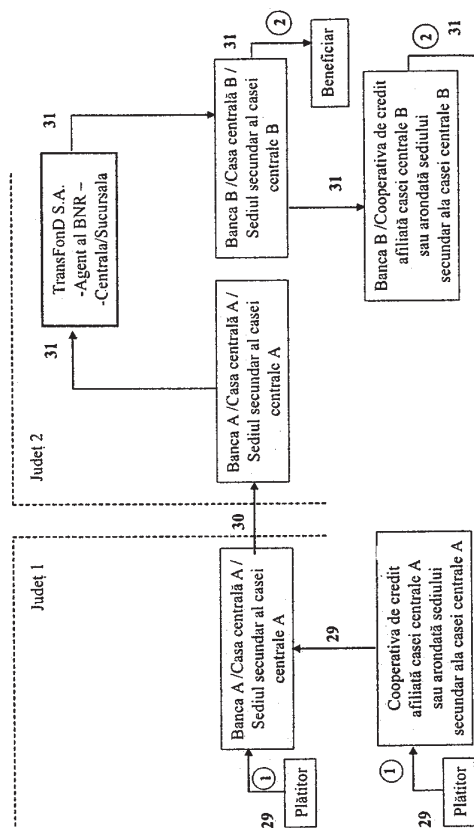 Județ 1
Județ 2
TransFonD S.A.
-Agent al BNR –
-Centrala/Sucursala
31
31
Banca A /Casa centrală A /
Sediul secundar al casei
centrale A
30
Banca A /Casa centrală A /
Sediul secundar al casei
centrale A
Banca B /Casa centrală B /
Sediul secundar al casei
centrale B
31
2
Beneficiar
1
29
Plătitor
29
31
Cooperativa de credit
afiliată casei centrale A
sau arondată sediului
secundar ala casei centrale A
1
29
Plătitor
Banca B /Cooperativa de credit
afiliată casei centrale B
sau arondată sediului
secundar ala casei centrale B
2
31